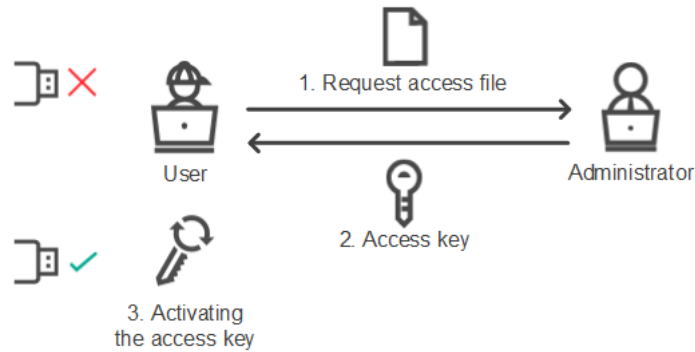 1. Request access file
User
Administrator
2. Access key
3. Activating
the access key